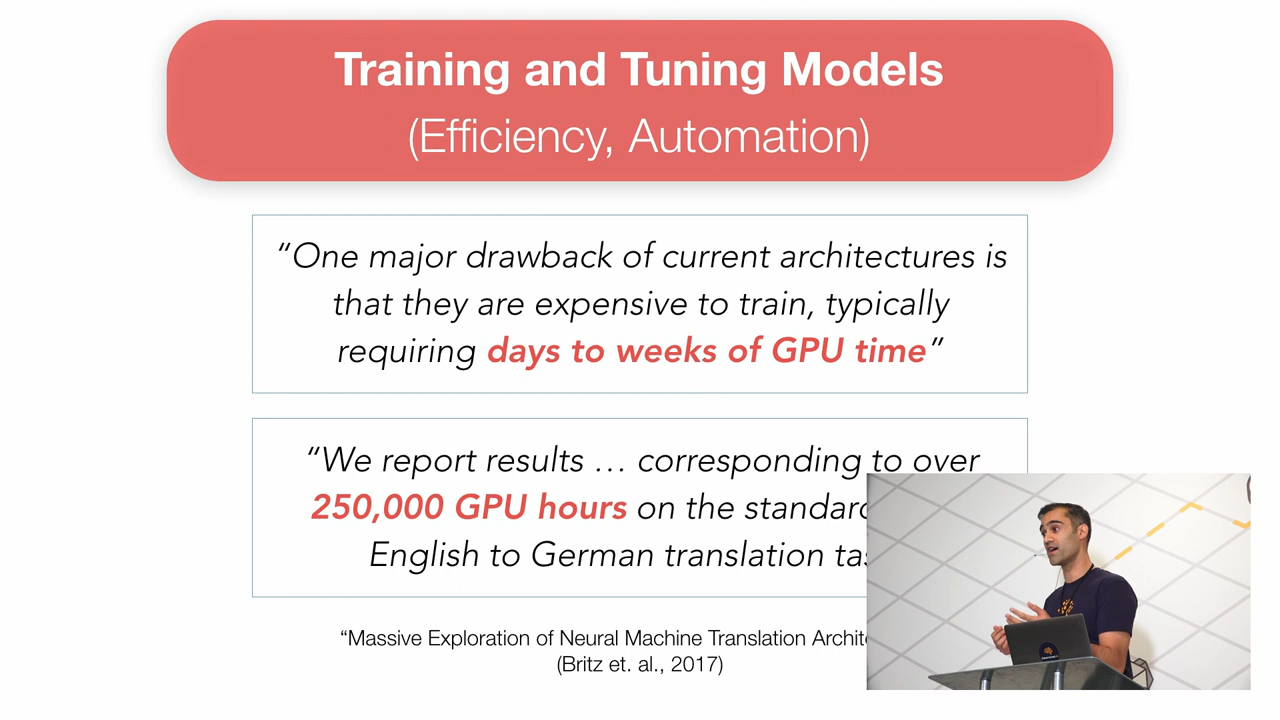 Training and Tuning Models
(Efficiency, Automation)
“One major drawback of current architectures is
that they are expensive to train, typically
requiring days to weeks of GPU time”
“We report results … corresponding to over
250,000 GPU hours on the standard
English to German translation
“Massive Exploration of Neural Machine Translation
(Britz et. al., 2017)